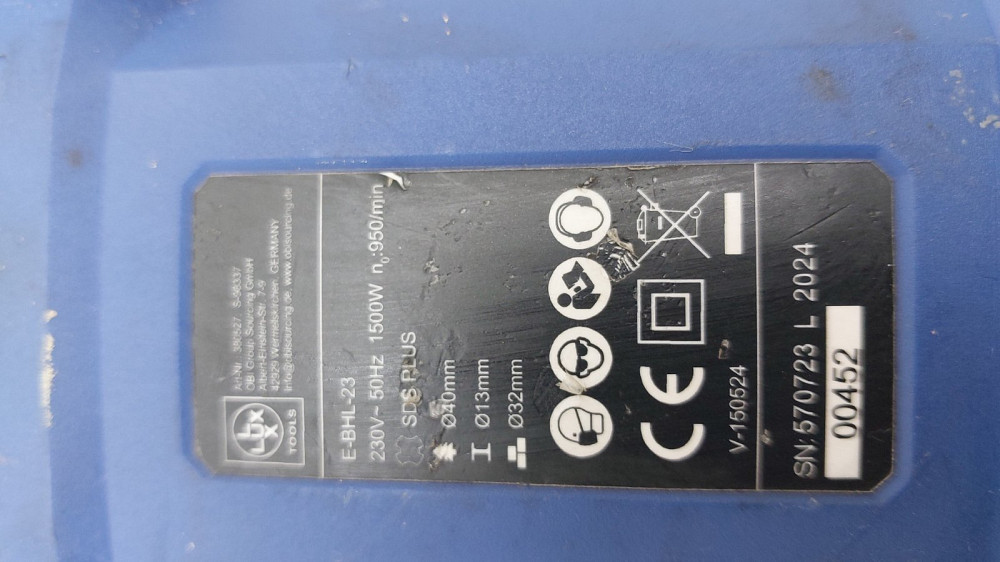 LUX
TOOLS
Art-Nr. 380527 S-66337
OBI Group Sourcing GmbH
Albert-Einstein-Str. 7-9
42929 Wermelskirchen, GERMANY
info@obisourcing.de, www.obisourcing.de
E-BHL-23
230V~ 50Hz 1500W n₀:950/min
SDS PLUS
Ø40mm
Ø13mm
Ø32mm
CE
V-150524
SN:570723 L 2024
00452